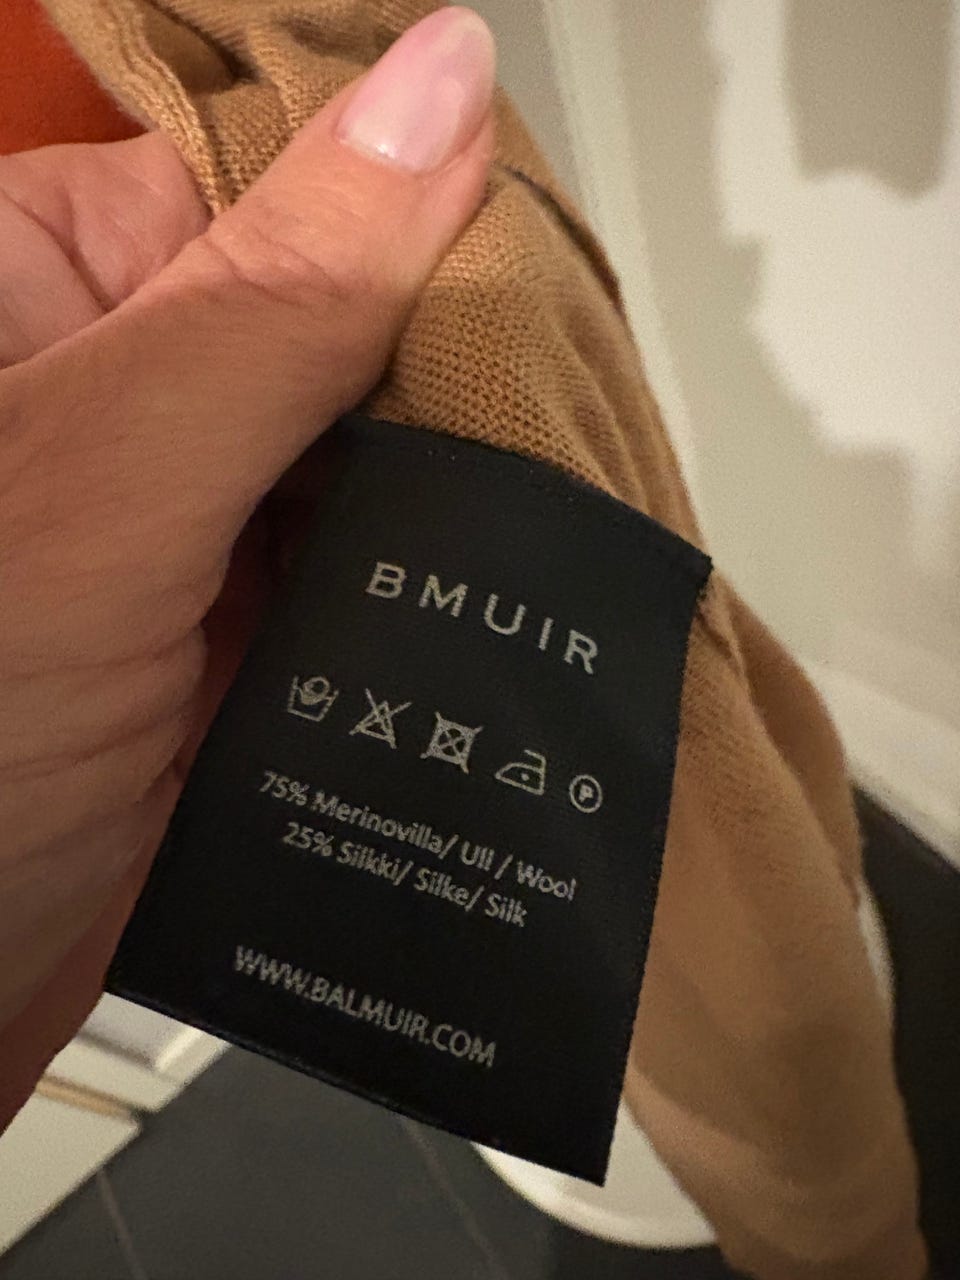 BMUIR
P
75% Merinovilla/ Ull / Wool
25% Silkki/ Silke/ Silk
WWW.BALMUIR.COM